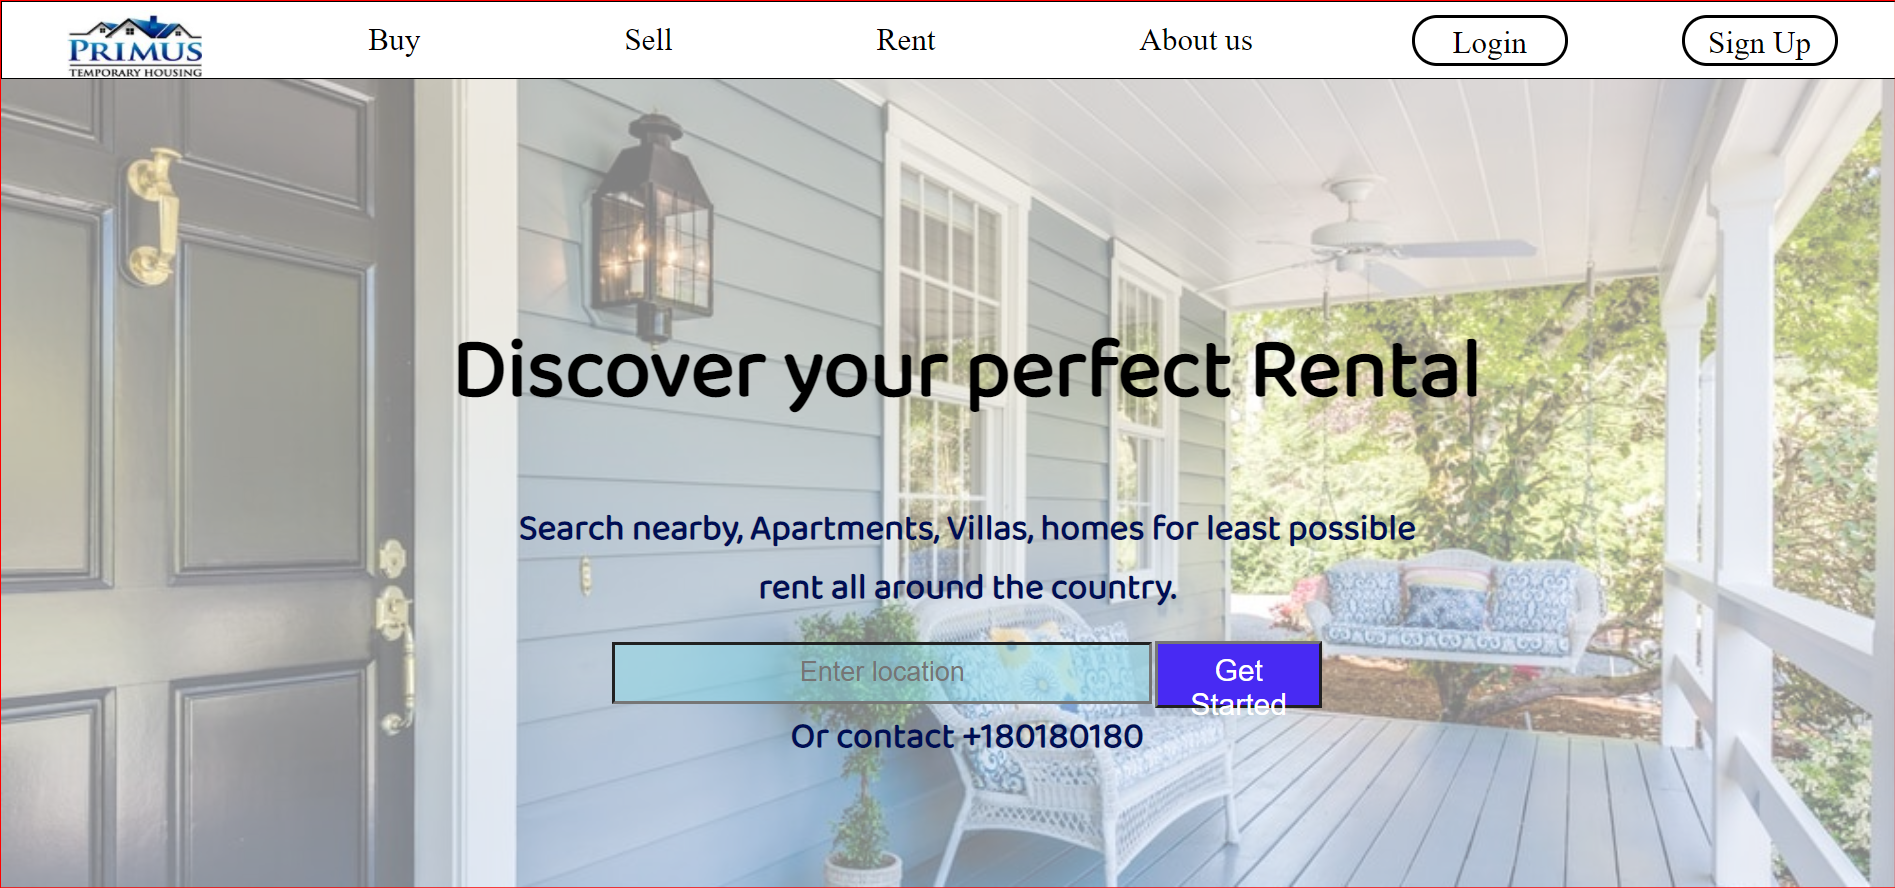 PRIMUS
TEMPORARY HOUSING
Buy
Sell
Rent
About us
Login
Sign Up
Discover your perfect Rental
Search nearby, Apartments, Villas, homes for least possible
rent all around the country.
Enter location
Get
Started
Or contact +180180180